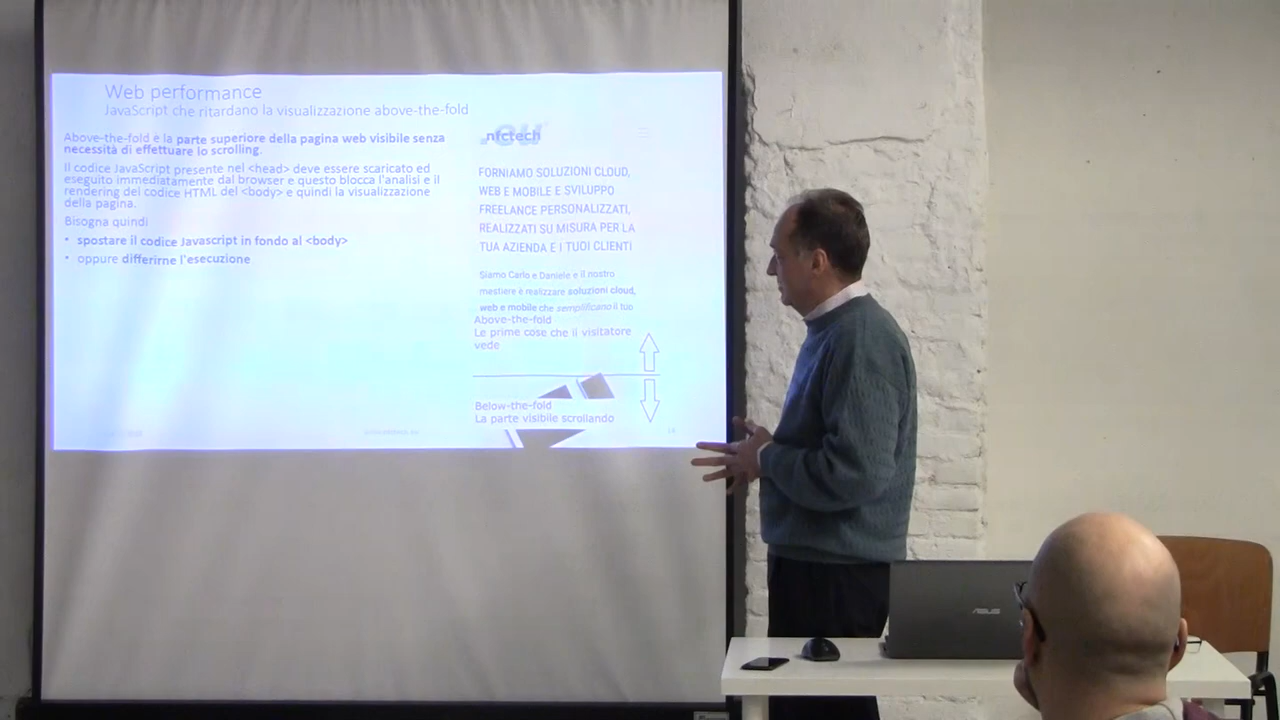 Web performance
JavaScript che ritardano la visualizzazione above-the-fold
Above-the-fold è la parte superiore della pagina web visibile senza
necessità di effettuare lo scrolling.
Il codice JavaScript presente nel <head> deve essere scaricato ed
eseguito immediatamente dal browser e questo blocca l'analisi e il
rendering del codice HTML del <body> e quindi la visualizzazione
della pagina.
Bisogna quindi
• spostare il codice Javascript in fondo al <body>
• oppure differirne l'esecuzione
nfctech
.eu
FORNIAMO SOLUZIONI CLOUD,
WEB E MOBILE E SVILUPPO
FREELANCE PERSONALIZZATI,
REALIZZATI SU MISURA PER LA
TUA AZIENDA E I TUOI CLIENTI
Siamo Carlo e Daniele e il nostro
mestiere è realizzare soluzioni cloud,
web e mobile che semplificano il tuo
Above-the-fold
Le prime cose che il visitatore
vede
Below-the-fold
La parte visibile scrollando
ASUS